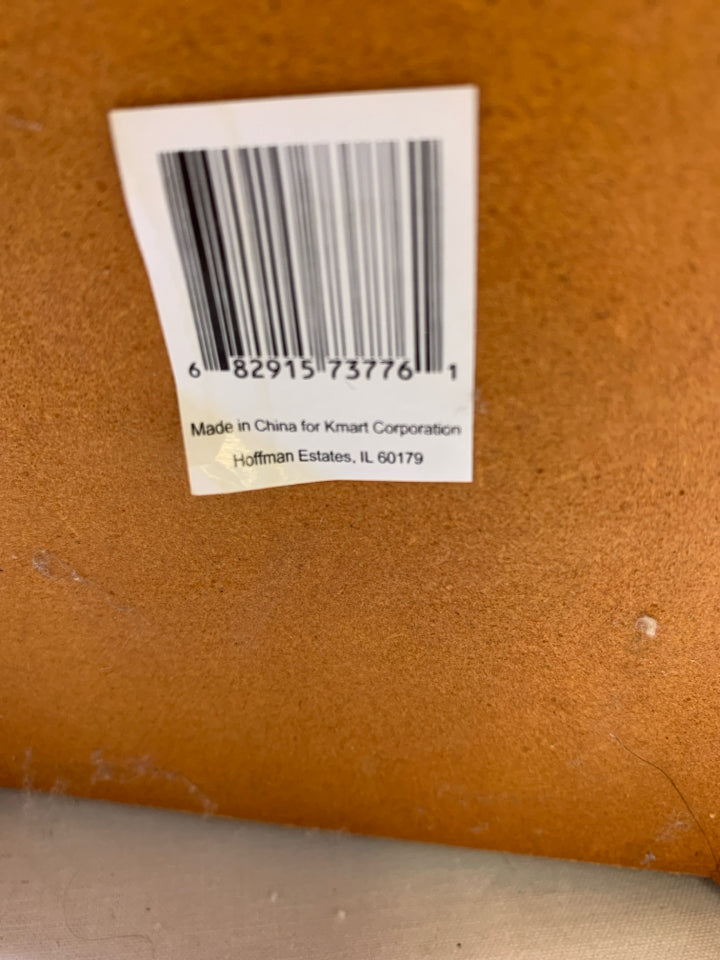 6 82915 73776 1
Made in China for Kmart Corporation
Hoffman Estates, IL 60179